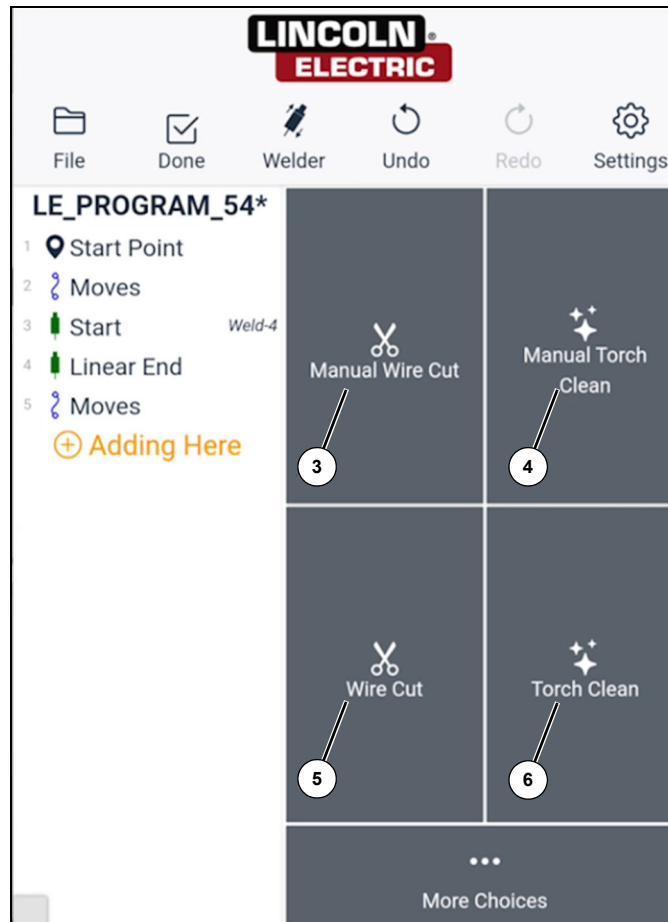 LINCOLN ®
ELECTRIC
File Done Welder Undo Redo Settings
LE_PROGRAM_54*
1 Start Point
2 Moves
3 Start Weld-4
4 Linear End
5 Moves
Adding Here
Manual Wire Cut
3
Manual Torch
Clean
4
Wire Cut
5
Torch Clean
6
More Choices